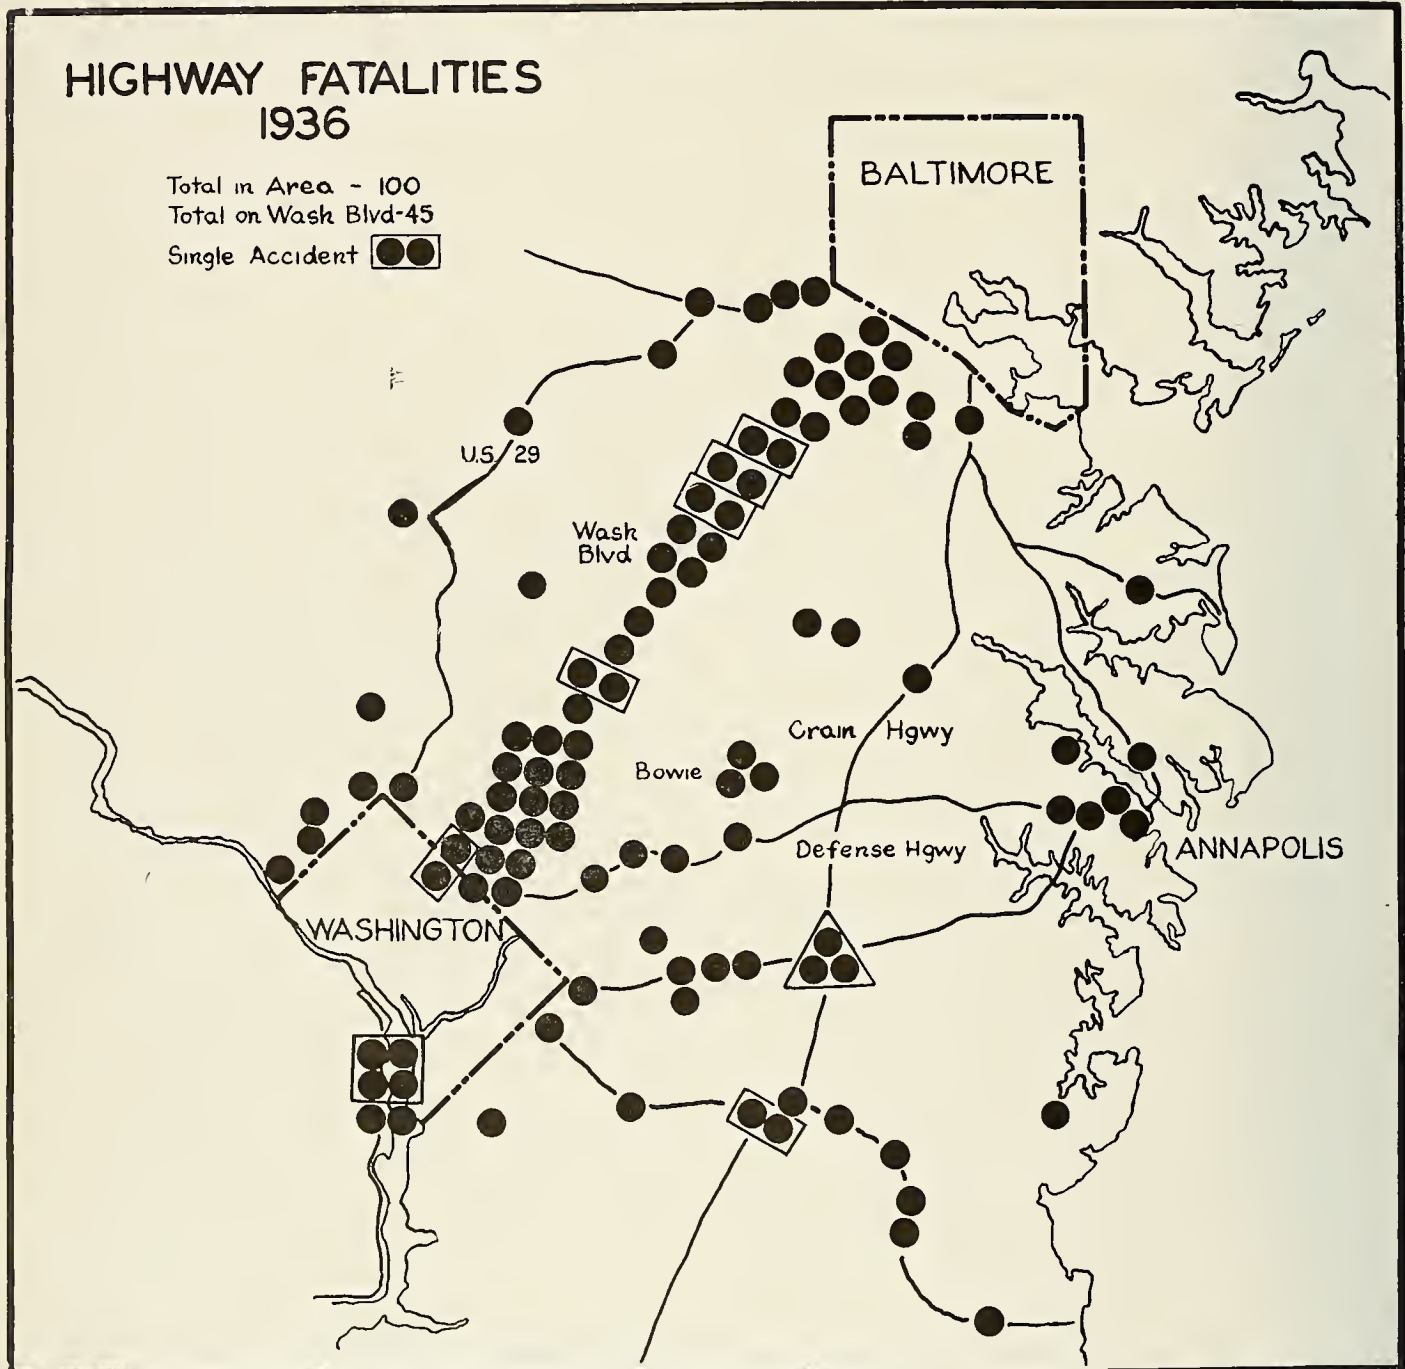 HIGHWAY FATALITIES
1936
Total in Area - 100
Total on Wash Blvd-45
Single Accident
BALTIMORE
U.S. 29
Wash
Blvd
Crain Hgwy
Bowie
Defense Hgwy
ANNAPOLIS
WASHINGTON